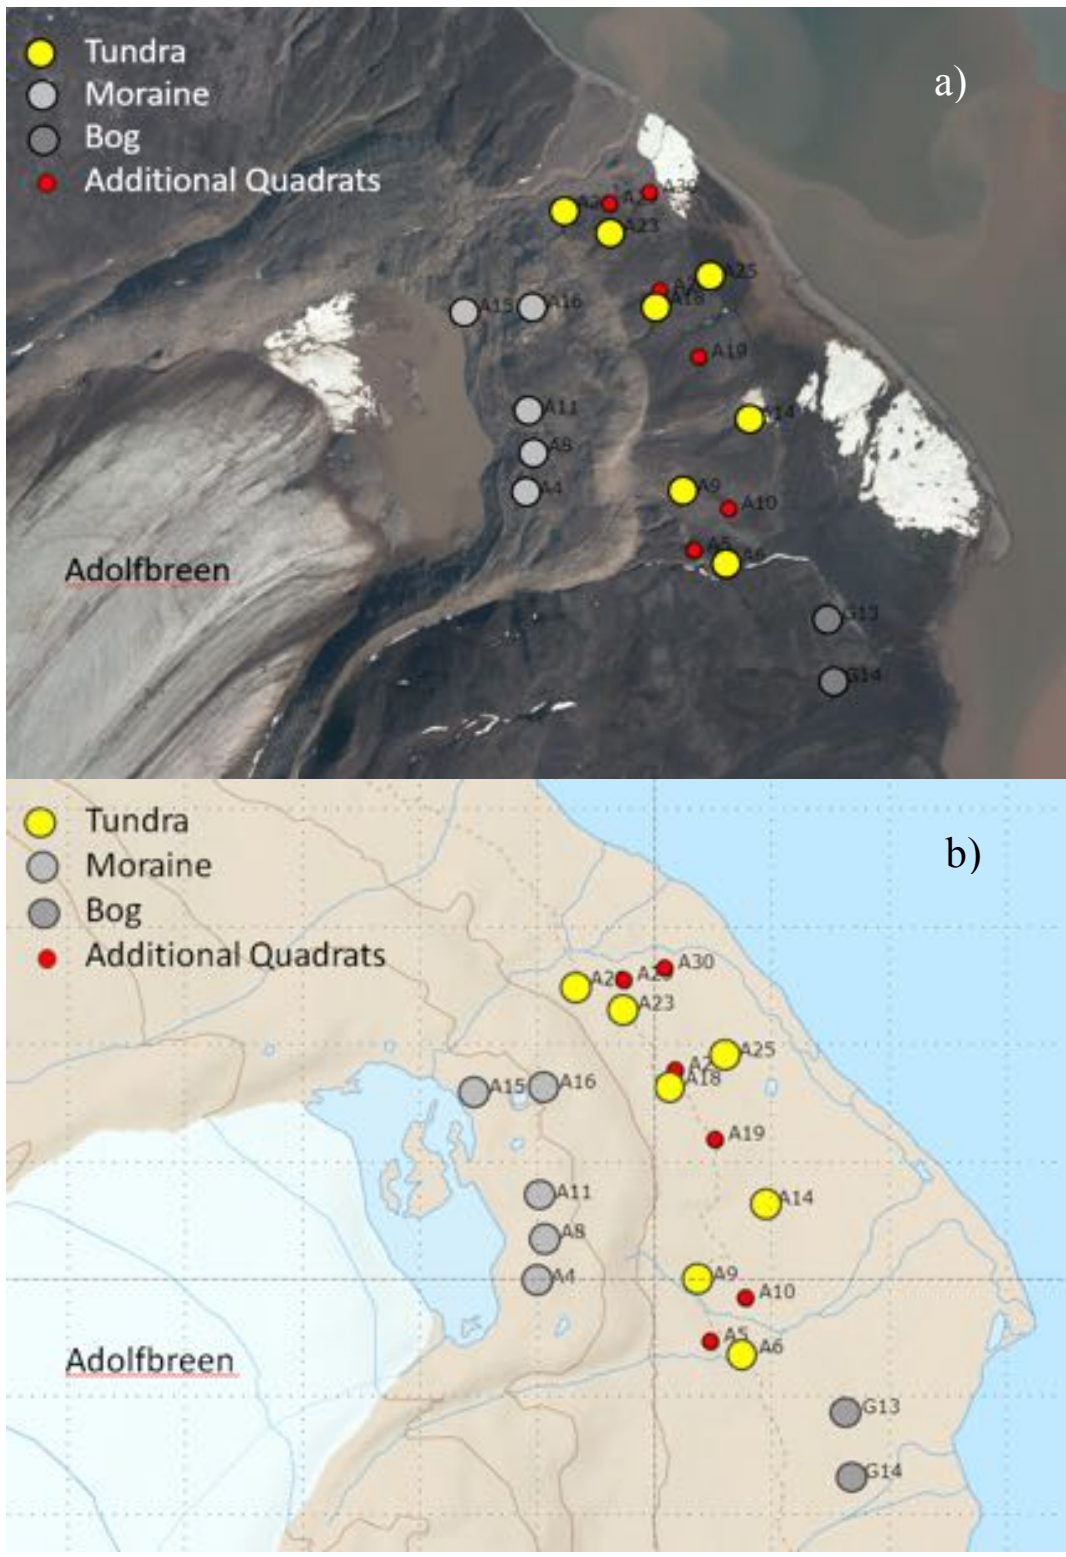 Tundra
Moraine
Bog
Additional Quadrats
a)
A23
A25
A15
A16
A18
A19
A11
A14
A8
A4
A9
A10
A5
A6
G13
G14
Adolfbreen
Tundra
Moraine
Bog
Additional Quadrats
b)
A30
A23
A25
A15
A16
A18
A19
A11
A14
A8
A4
A9
A10
A5
A6
G13
G14
Adolfbreen